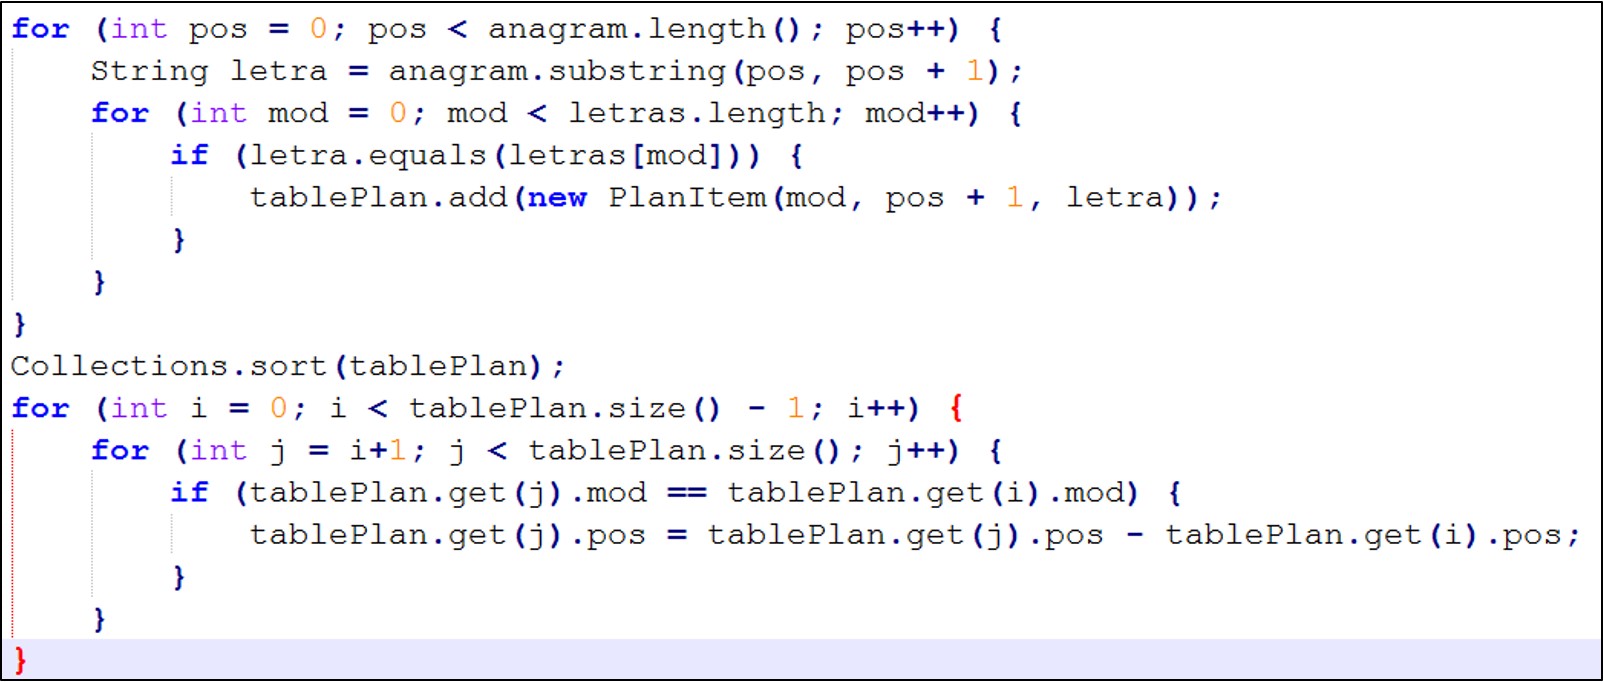 for (int pos = 0; pos < anagram.length(); pos++) {
    String letra = anagram.substring(pos, pos + 1);
    for (int mod = 0; mod < letras.length; mod++) {
        if (letra.equals(letras[mod])) {
            tablePlan.add(new PlanItem(mod, pos + 1, letra));
        }
    }
}
Collections.sort(tablePlan);
for (int i = 0; i < tablePlan.size() - 1; i++) {
    for (int j = i+1; j < tablePlan.size(); j++) {
        if (tablePlan.get(j).mod == tablePlan.get(i).mod) {
            tablePlan.get(j).pos = tablePlan.get(j).pos - tablePlan.get(i).pos;
        }
    }
}